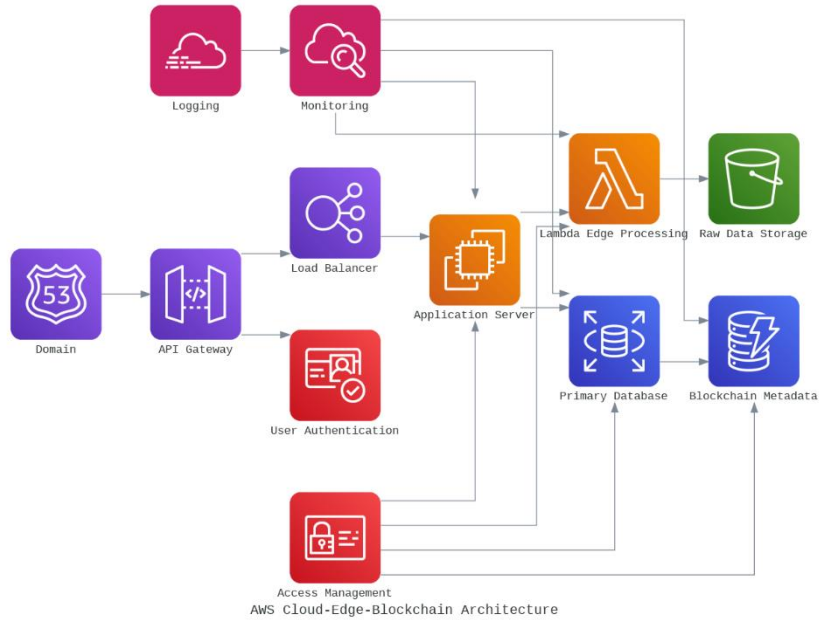 Logging
Monitoring
Lambda Edge Processing
Raw Data Storage
Load Balancer
Application Server
53
</>
Domain
API Gateway
User Authentication
Primary Database
Blockchain Metadata
Access Management
AWS Cloud-Edge-Blockchain Architecture